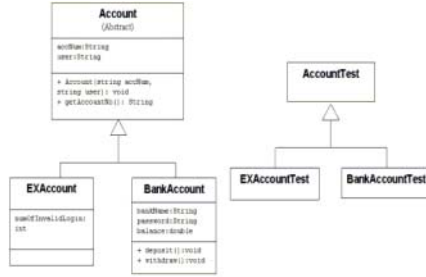 Account
(Abstract)
accNum:String
user:String
+ Account(string accNum,
string user): void
+ getAccountNo(): String
EXAccount
numOfInvalidLogin:
int
BankAccount
bankName:String
password:String
balance:double
+ deposit():void
+ withdraw():void
AccountTest
EXAccountTest
BankAccountTest